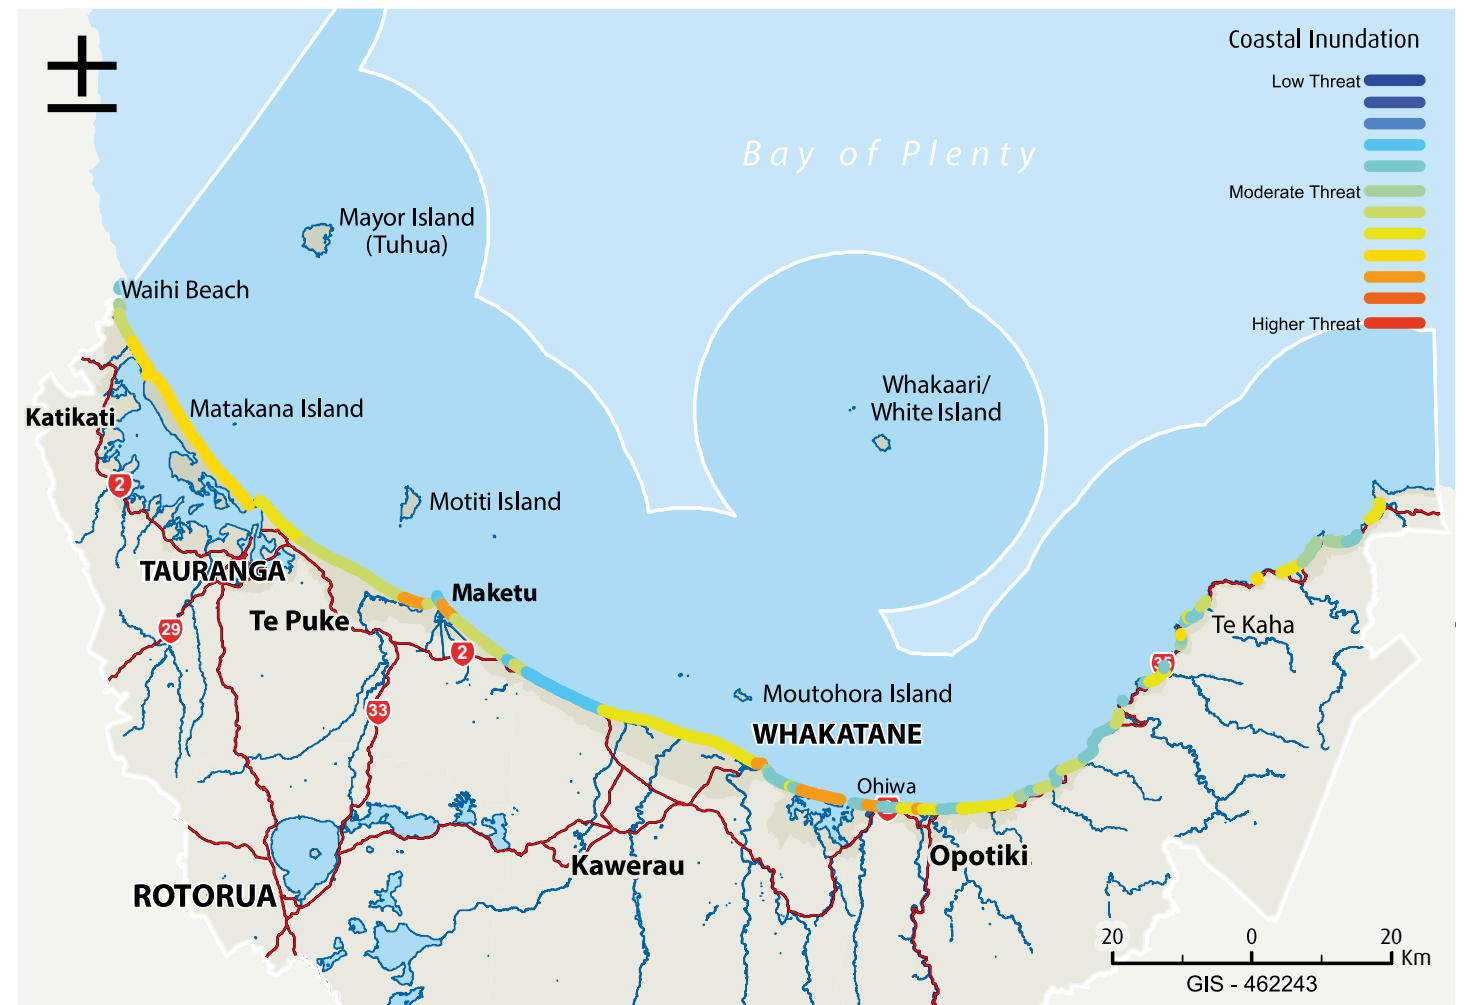 Coastal Inundation
Low Threat
Moderate Threat
Higher Threat
Bay of Plenty
Mayor Island
(Tuhua)
Waihi Beach
Whakaari/
White Island
Katikati
Matakana Island
2
Motiti Island
TAURANGA
Maketu
Te Puke
29
2
Te Kaha
33
Moutohora Island
WHAKATANE
Ohiwa
Opotiki
Kawerau
ROTORUA
20
0
20
Km
GIS - 462243